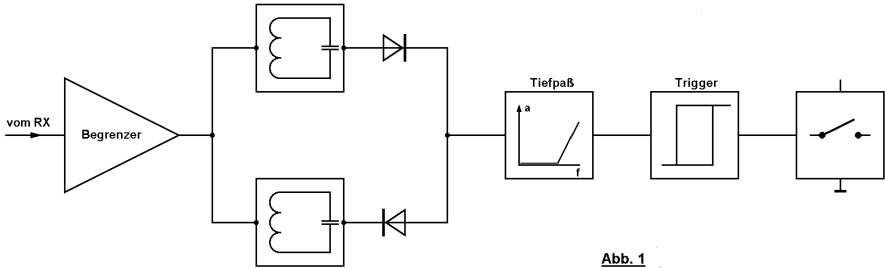 vom RX
Begrenzer
Tiefpaß
a
f
Trigger
Abb. 1